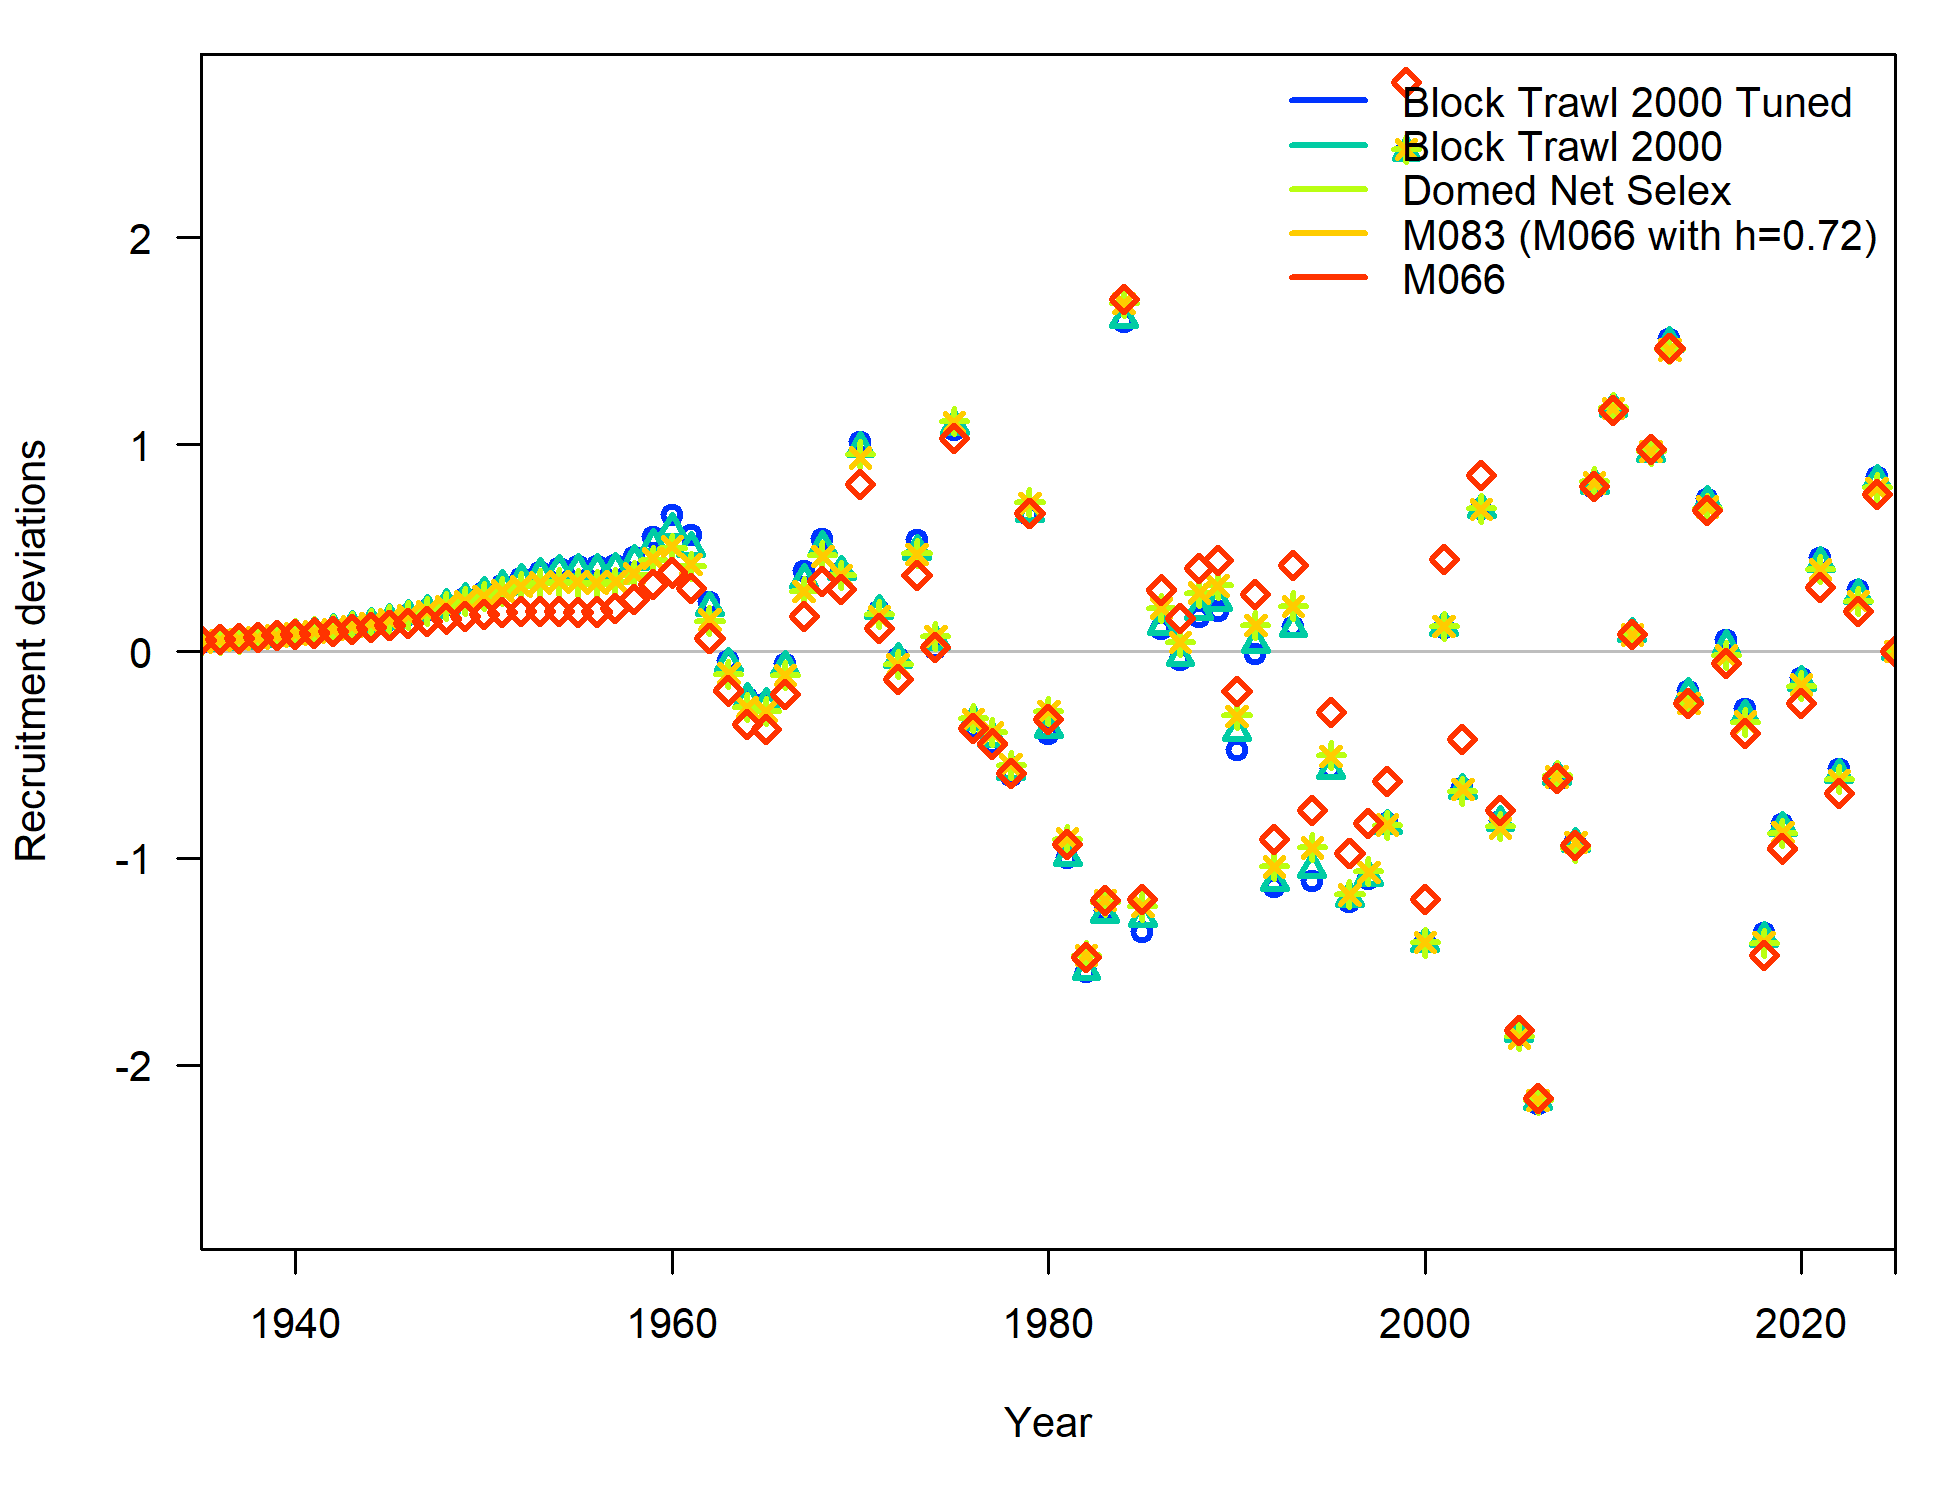 Block Trawl 2000 Tuned
Block Trawl 2000
Domed Net Selex
M083 (M066 with h=0.72)
M066
Recruitment deviations
2
1
0
-1
-2
1940 1960 1980 2000 2020
Year